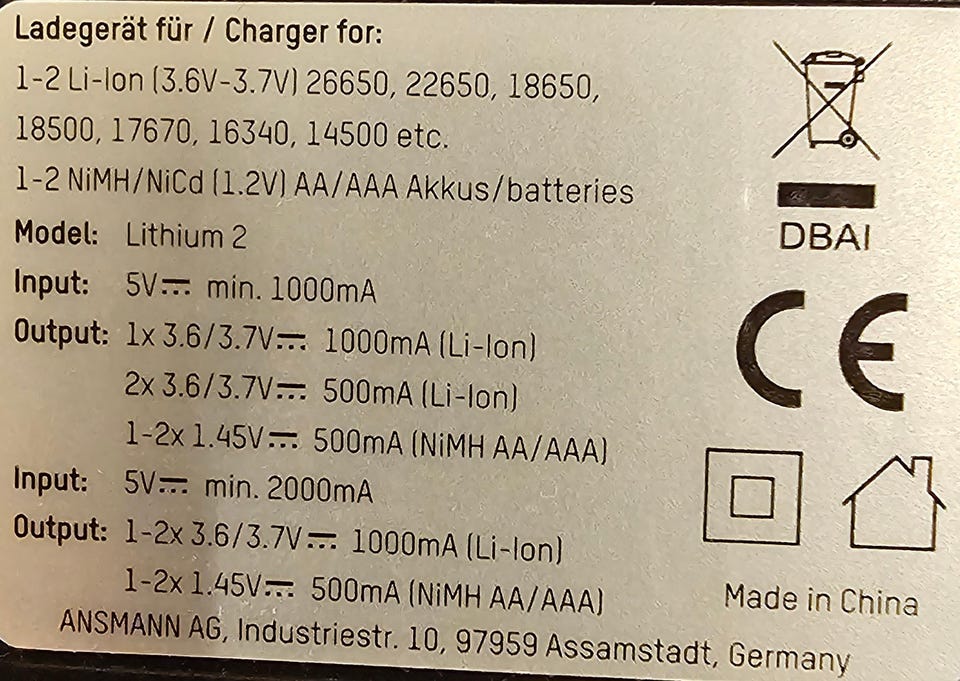 Ladegerät für / Charger for:
1-2 Li-Ion (3.6V-3.7V) 26650, 22650, 18650,
18500, 17670, 16340, 14500 etc.
1-2 NiMH/NiCd (1.2V) AA/AAA Akkus/batteries
Model: Lithium 2
Input: 5V⎓ min. 1000mA
Output: 1x 3.6/3.7V⎓ 1000mA (Li-Ion)
2x 3.6/3.7V⎓ 500mA (Li-Ion)
1-2x 1.45V⎓ 500mA (NiMH AA/AAA)
Input: 5V⎓ min. 2000mA
Output: 1-2x 3.6/3.7V⎓ 1000mA (Li-Ion)
1-2x 1.45V⎓ 500mA (NiMH AA/AAA)
ANSMANN AG, Industriestr. 10, 97959 Assamstadt, Germany
DBAI
CE
Made in China